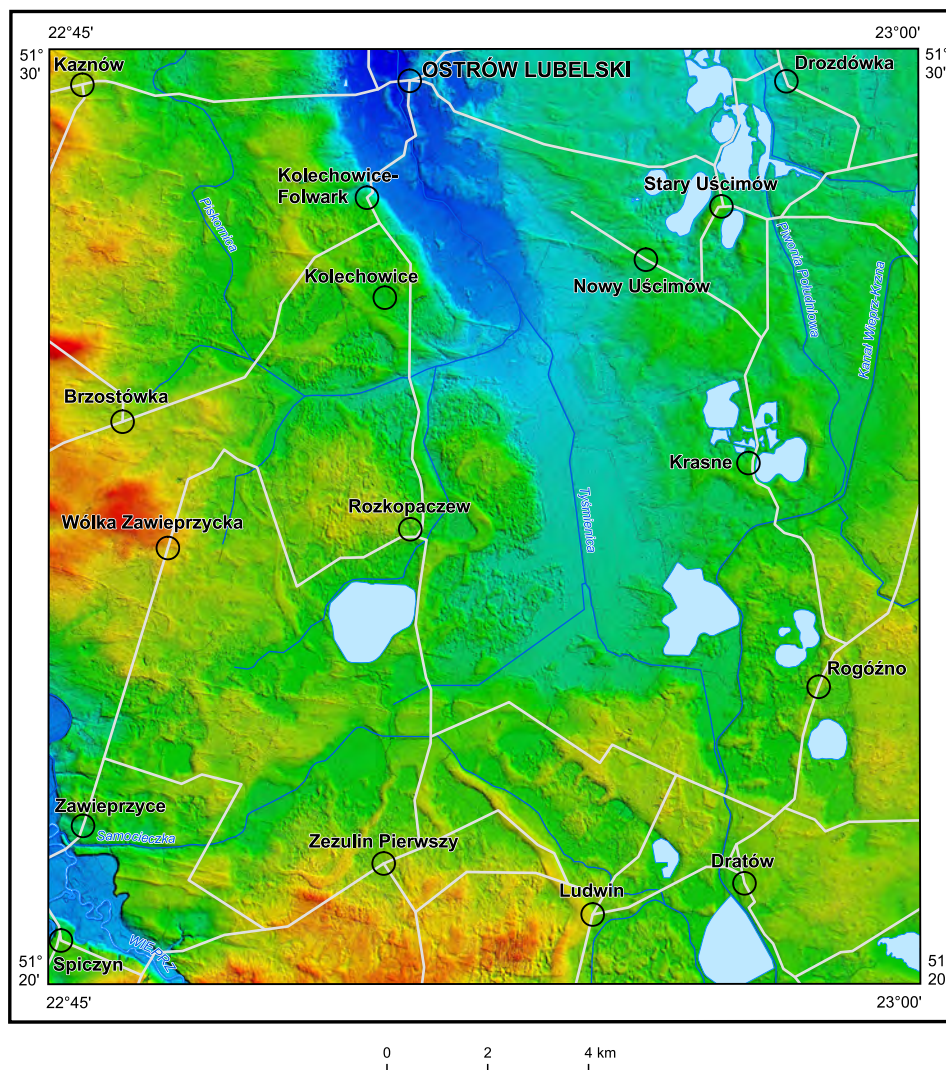 22°45'
23°00'
51°
30'
51°
30'
Kaznów
OSTRÓW LUBELSKI
Drozdówka
Kolechowice-
Folwark
Stary Uścimów
Piskornica
Piwonia Południowa
Kolechowice
Nowy Uścimów
Kanał Wieprz-Krzna
Brzostówka
Krasne
Rozkopaczew
Tyśmienica
Wólka Zawieprzycka
Rogóźno
Zawieprzyce
Samocieczka
Zezulin Pierwszy
Dratów
Ludwin
WIEPRZ
Spiczyn
51°
20'
51°
20'
22°45'
23°00'
0 2 4 km